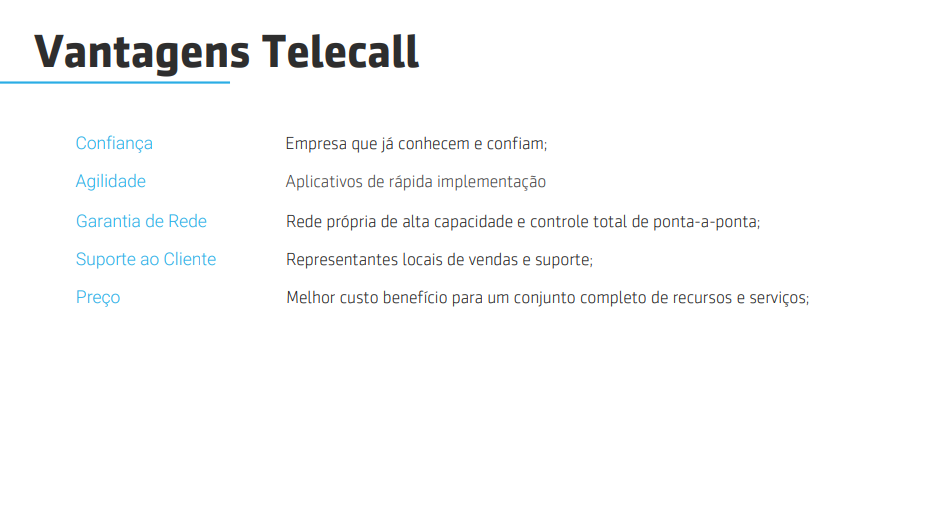 Vantagens Telecall
Confiança Empresa que já conhecem e confiam;
Agilidade Aplicativos de rápida implementação
Garantia de Rede Rede própria de alta capacidade e controle total de ponta-a-ponta;
Suporte ao Cliente Representantes locais de vendas e suporte;
Preço Melhor custo benefício para um conjunto completo de recursos e serviços;